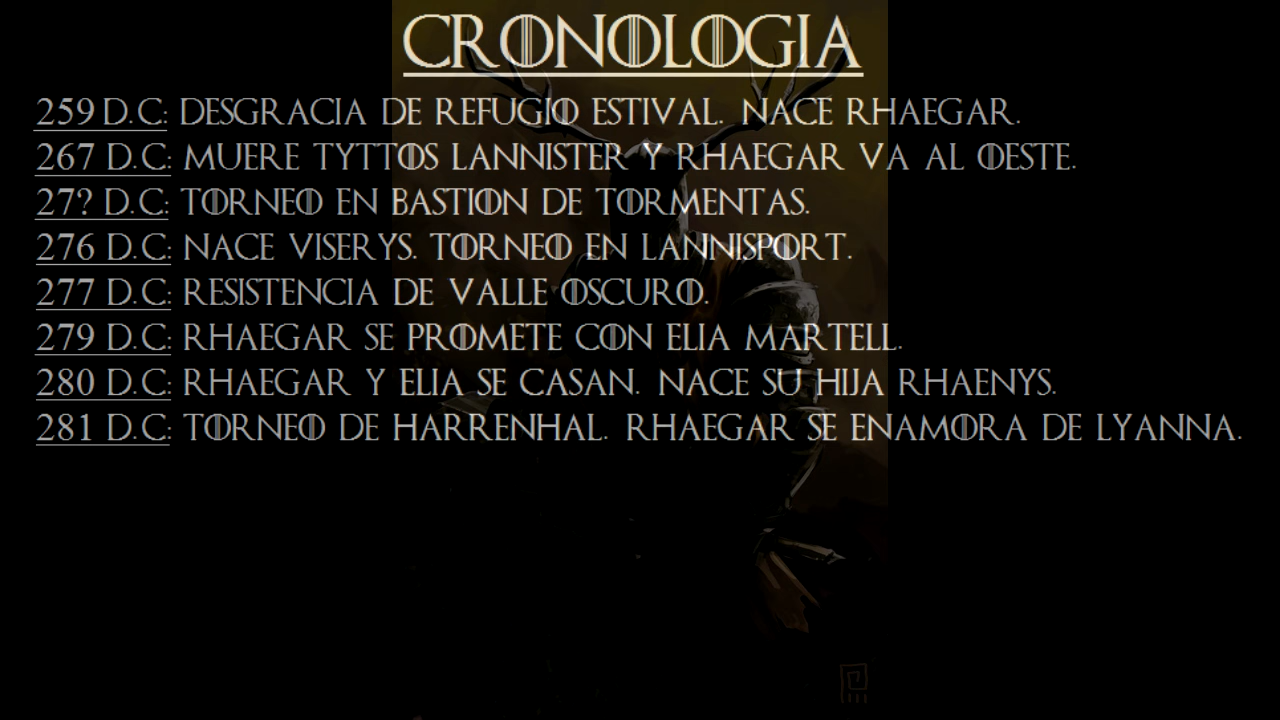 CRONOLOGIA
259 D.C: DESGRACIA DE REFUGIO ESTIVAL. NACE RHAEGAR.
267 D.C: MUERE TYTTOS LANNISTER Y RHAEGAR VA AL OESTE.
27? D.C: TORNEO EN BASTION DE TORMENTAS.
276 D.C: NACE VISERYS. TORNEO EN LANNISPORT.
277 D.C: RESISTENCIA DE VALLE OSCURO.
279 D.C: RHAEGAR SE PROMETE CON ELIA MARTELL.
280 D.C: RHAEGAR Y ELIA SE CASAN. NACE SU HIJA RHAENYS.
281 D.C: TORNEO DE HARRENHAL. RHAEGAR SE ENAMORA DE LYANNA.